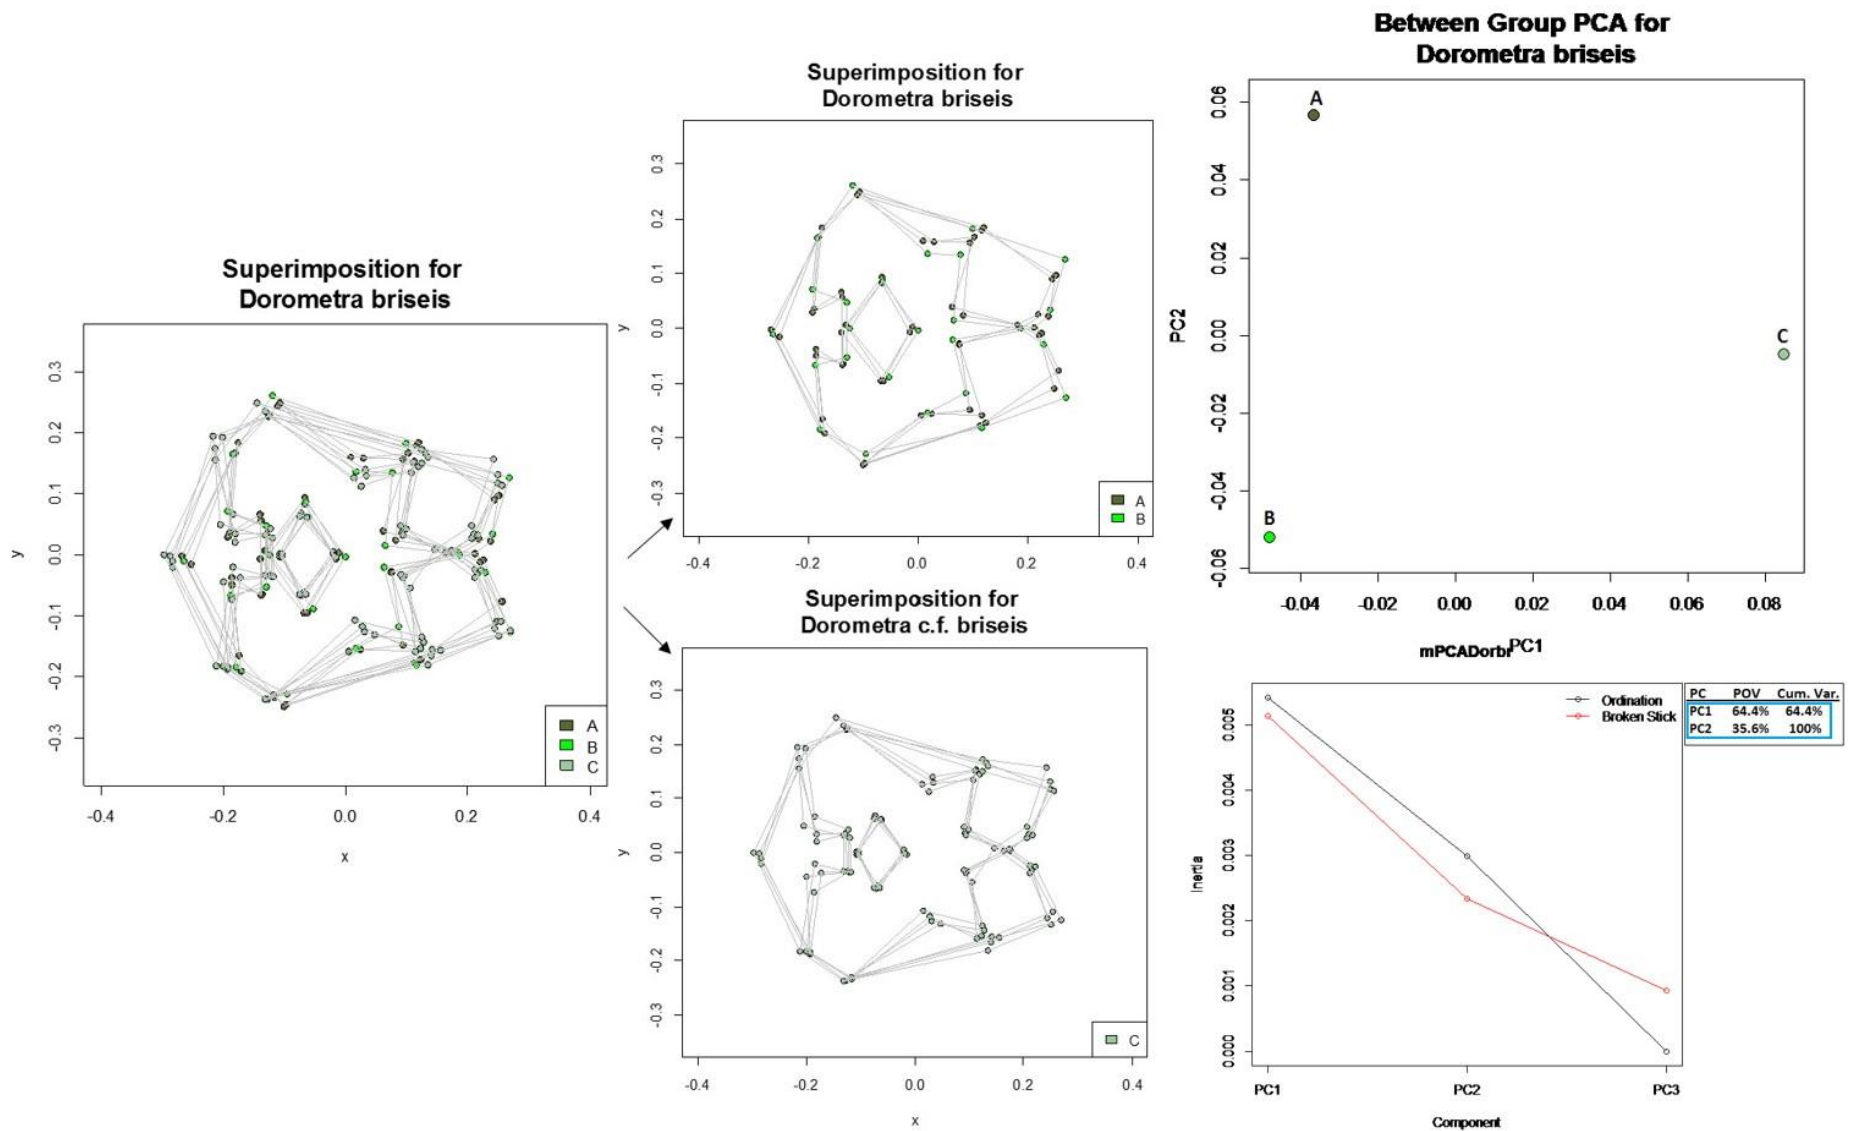 Superimposition for
Dorometra briseis
y
0.3
0.2
0.1
0.0
-0.1
-0.2
-0.3
A
B
C
-0.4
-0.2
0.0
0.2
0.4
x
Superimposition for
Dorometra briseis
y
0.3
0.2
0.1
0.0
-0.1
-0.2
-0.3
A
B
-0.4
-0.2
0.0
0.2
0.4
Superimposition for
Dorometra c.f. briseis
y
0.3
0.2
0.1
0.0
-0.1
-0.2
-0.3
C
-0.4
-0.2
0.0
0.2
0.4
x
Between Group PCA for
Dorometra briseis
PC2
0.06
0.04
0.02
0.00
-0.02
-0.04
-0.06
A
C
B
-0.04
-0.02
0.00
0.02
0.04
0.06
0.08
PC1
mPCADorbr
Inertia
0.005
0.004
0.003
0.002
0.001
0.000
Ordination
Broken Stick
PC POV Cum. Var.
PC1 64.4% 64.4%
PC2 35.6% 100%
PC1
PC2
PC3
Component